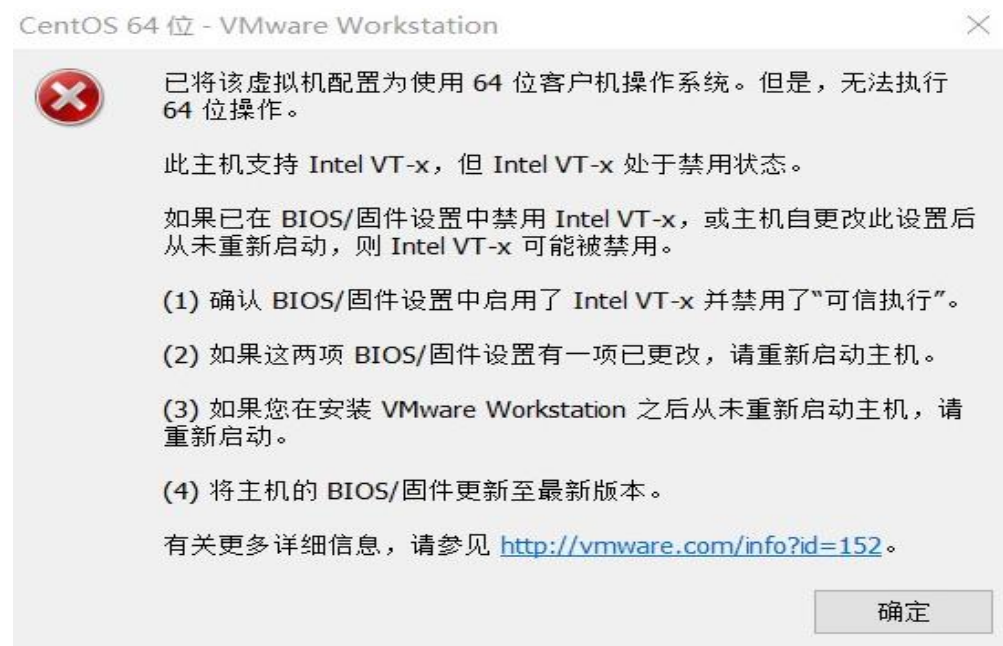 CentOS 64 位 - VMware Workstation
已将该虚拟机配置为使用 64 位客户机操作系统。但是，无法执行
64 位操作。
此主机支持 Intel VT-x，但 Intel VT-x 处于禁用状态。
如果已在 BIOS/固件设置中禁用 Intel VT-x，或主机自更改此设置后
从未重新启动，则 Intel VT-x 可能被禁用。
(1) 确认 BIOS/固件设置中启用了 Intel VT-x 并禁用了“可信执行”。
(2) 如果这两项 BIOS/固件设置有一项已更改，请重新启动主机。
(3) 如果您在安装 VMware Workstation 之后从未重新启动主机，请
重新启动。
(4) 将主机的 BIOS/固件更新至最新版本。
有关更多详细信息，请参见 http://vmware.com/info?id=152。
确定